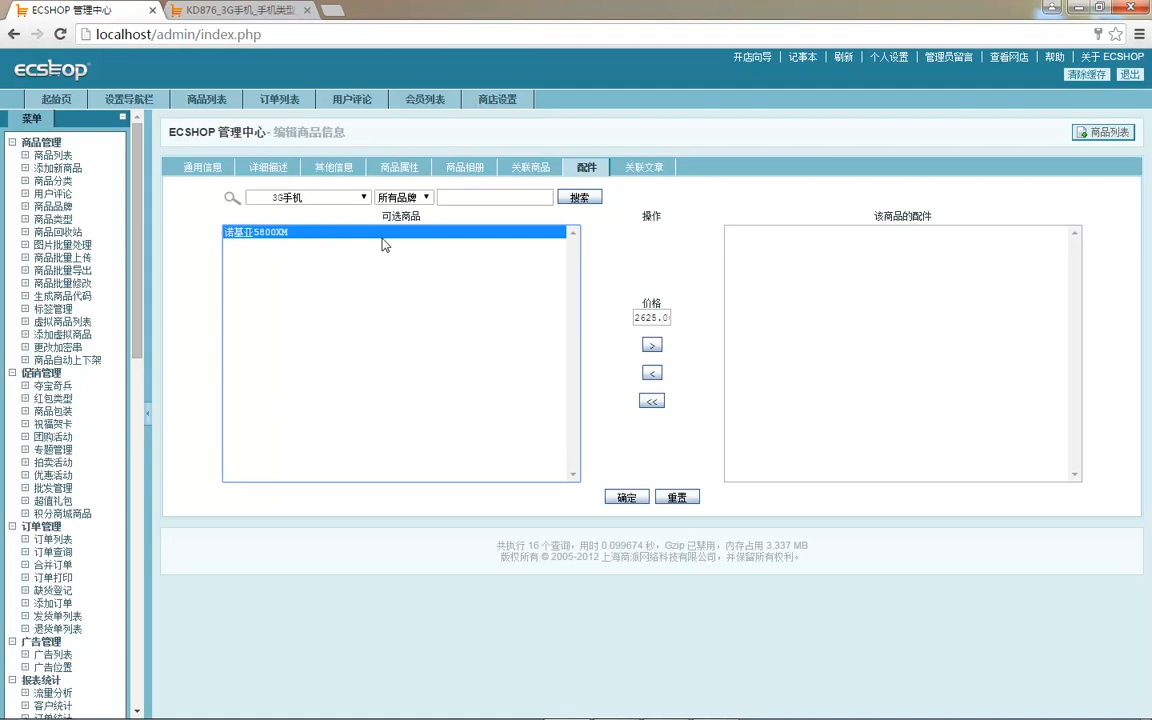 ECSHOP 管理中心
KD876_3G手机_手机类型
localhost/admin/index.php
ecshop
开店向导 | 记事本 | 刷新 | 个人设置 | 管理员留言 | 查看网店 | 帮助 | 关于 ECSHOP
清除缓存 退出
起始页 设置导航栏 商品列表 订单列表 用户评论 会员列表 商店设置
菜单
商品管理
商品列表
添加新商品
商品分类
用户评论
商品品牌
商品类型
商品回收站
图片批量处理
商品批量上传
商品批量导出
商品批量修改
生成商品代码
标签管理
虚拟商品列表
添加虚拟商品
更改加密串
商品自动上下架
促销管理
夺宝奇兵
红包类型
商品包装
祝福贺卡
团购活动
专题管理
拍卖活动
优惠活动
批发管理
超值礼包
积分商城商品
订单管理
订单列表
订单查询
合并订单
订单打印
缺货登记
添加订单
发货单列表
退货单列表
广告管理
广告列表
广告位置
报表统计
流量分析
客户统计
订单统计
ECSHOP 管理中心 - 编辑商品信息
商品列表
通用信息 详细描述 其他信息 商品属性 商品相册 关联商品 配件 关联文章
3G手机 所有品牌 搜索
可选商品 操作 该商品的配件
诺基亚5800XM
价格
2625.0
>
<
<<
确定 重置
共执行 16 个查询，用时 0.099674 秒，Gzip 已禁用，内存占用 3.337 MB
版权所有 © 2005-2012 上海商派网络科技有限公司，并保留所有权利。